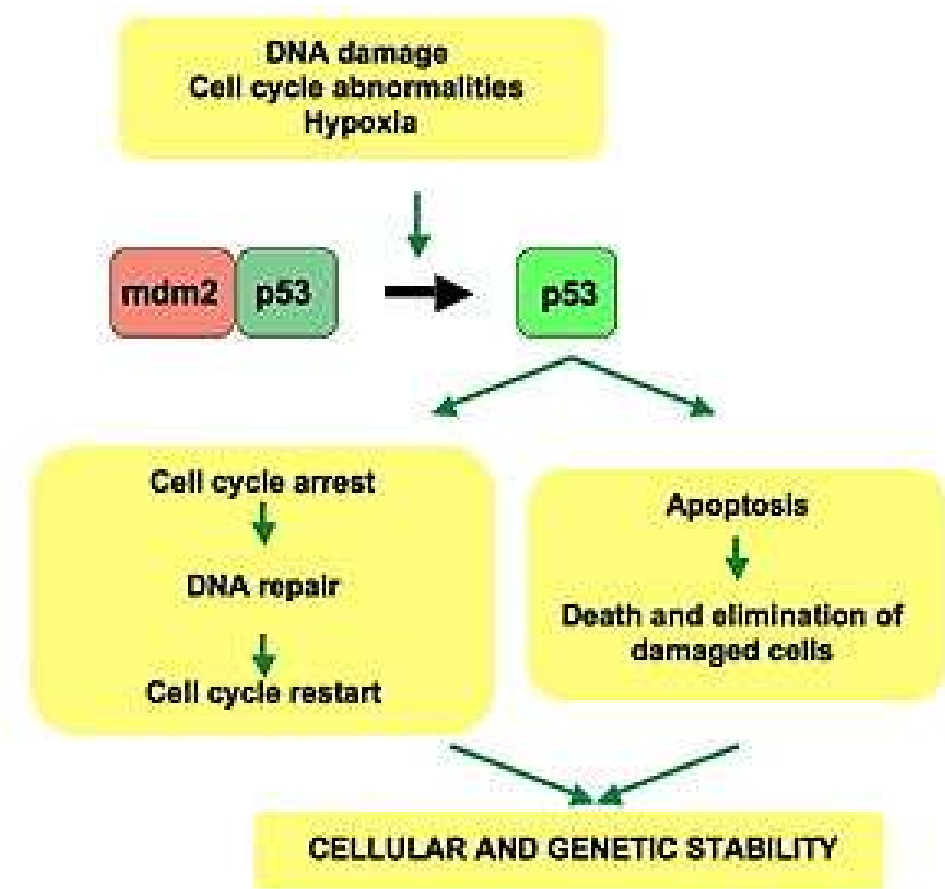 DNA damage
Cell cycle abnormalities
Hypoxia
mdm2
p53
p53
Cell cycle arrest
DNA repair
Cell cycle restart
Apoptosis
Death and elimination of
damaged cells
CELLULAR AND GENETIC STABILITY